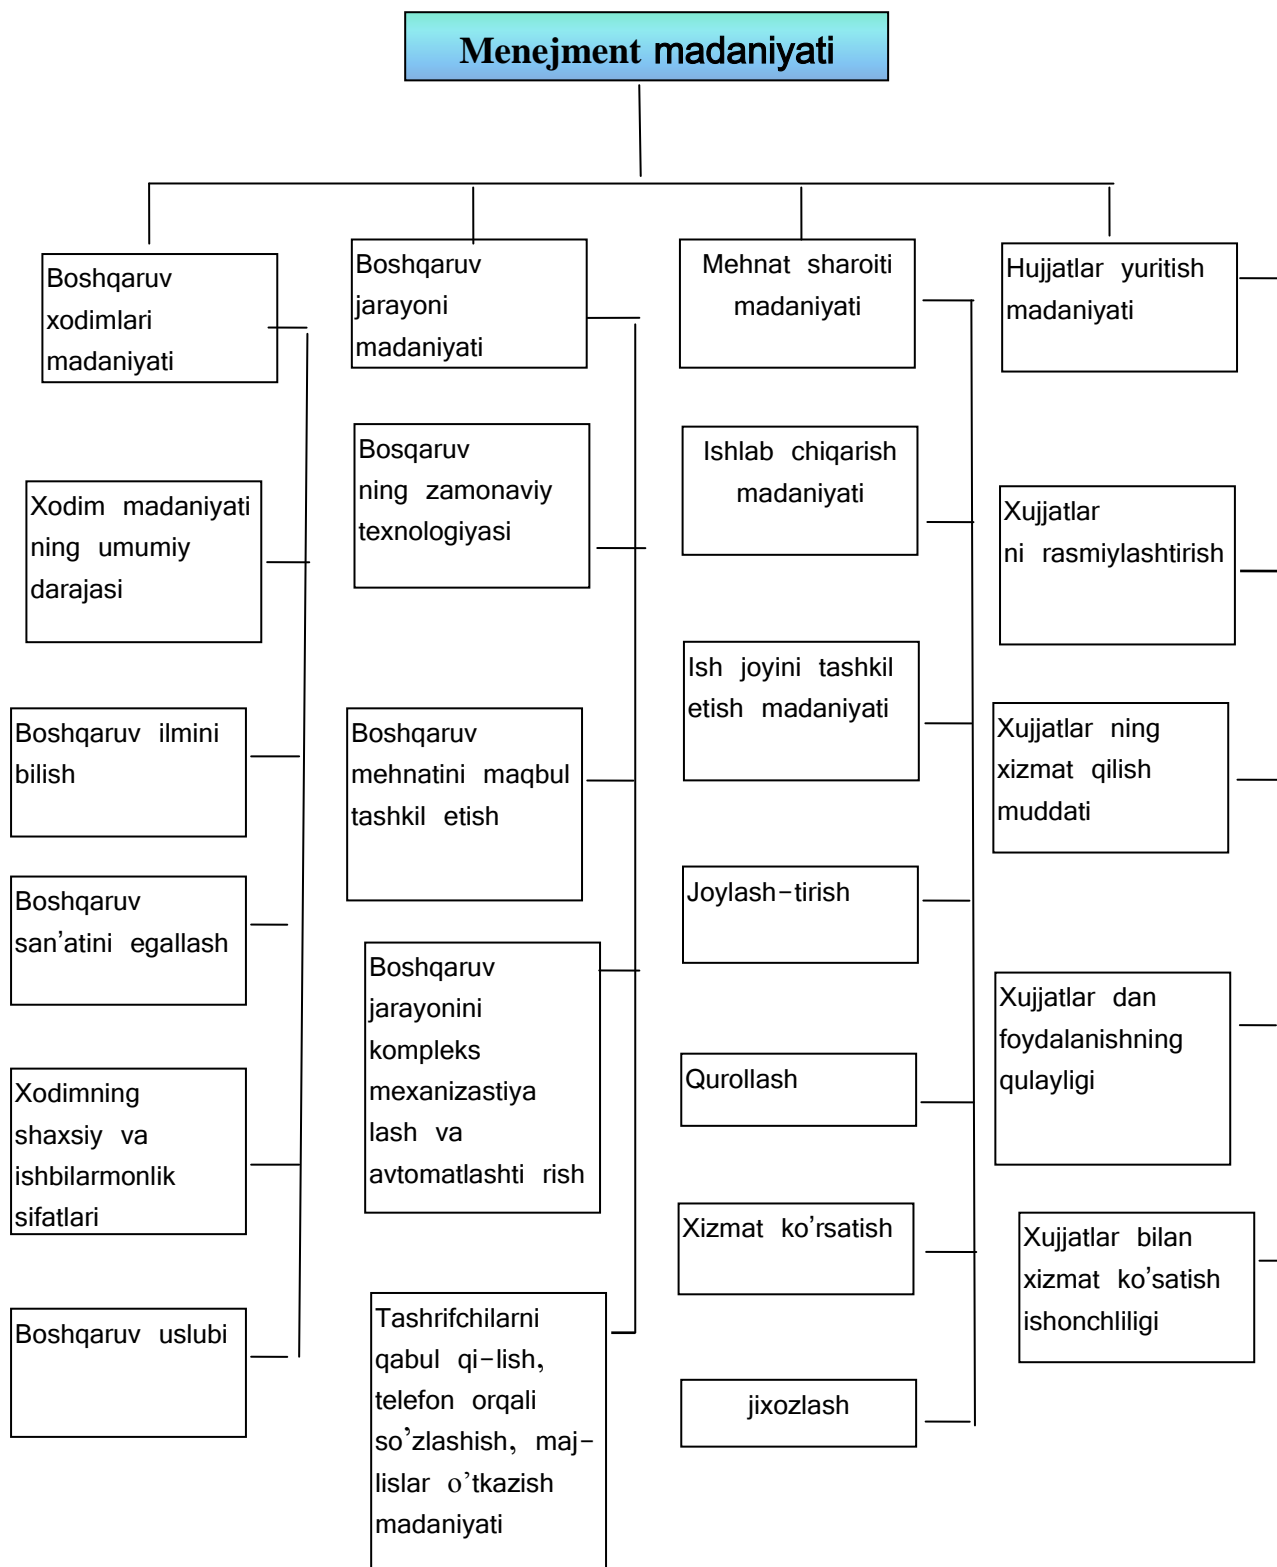 Menejment madaniyati
Boshqaruv
xodimlari
madaniyati
Xodim madaniyati
ning umumiy
darajasi
Boshqaruv ilmini
bilish
Boshqaruv
san’atini egallash
Xodimning
shaxsiy va
ishbilarmonlik
sifatlari
Boshqaruv uslubi
Boshqaruv
jarayoni
madaniyati
Bosqaruv
ning zamonaviy
texnologiyasi
Boshqaruv
mehnatini maqbul
tashkil etish
Boshqaruv
jarayonini
kompleks
mexanizastiya
lash va
avtomatlashti rish
Tashrifchilarni
qabul qi-lish,
telefon orqali
so’zlashish, maj-
lislar o’tkazish
madaniyati
Mehnat sharoiti
madaniyati
Ishlab chiqarish
madaniyati
Ish joyini tashkil
etish madaniyati
Joylash-tirish
Qurollash
Xizmat ko’rsatish
jixozlash
Hujjatlar yuritish
madaniyati
Xujjatlar
ni rasmiylashtirish
Xujjatlar ning
xizmat qilish
muddati
Xujjatlar dan
foydalanishning
qulayligi
Xujjatlar bilan
xizmat ko’satish
ishonchliligi